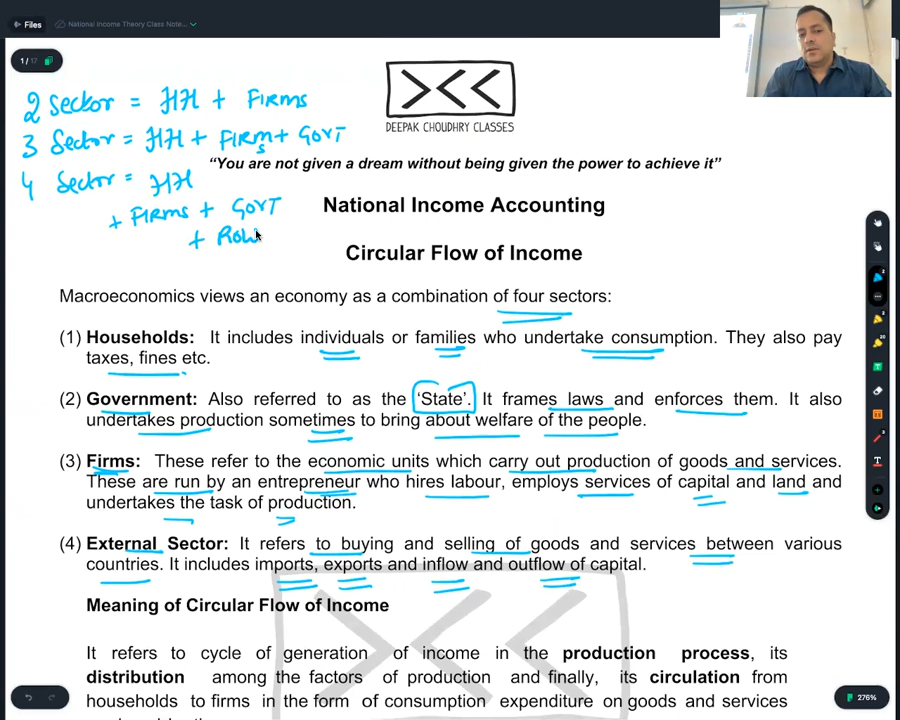 Files
National Income Theory Class Note...
1/17
2 Sector = HH + FIRMS
3 Sector = HH + FIRMS + GOVT
4 Sector = HH
+ FIRMS + GOVT
+ ROW
DEEPAK CHOUDHRY CLASSES
“You are not given a dream without being given the power to achieve it”
National Income Accounting
Circular Flow of Income
Macroeconomics views an economy as a combination of four sectors:
(1) Households: It includes individuals or families who undertake consumption. They also pay
taxes, fines etc.
(2) Government: Also referred to as the ‘State’. It frames laws and enforces them. It also
undertakes production sometimes to bring about welfare of the people.
(3) Firms: These refer to the economic units which carry out production of goods and services.
These are run by an entrepreneur who hires labour, employs services of capital and land and
undertakes the task of production.
(4) External Sector: It refers to buying and selling of goods and services between various
countries. It includes imports, exports and inflow and outflow of capital.
Meaning of Circular Flow of Income
It refers to cycle of generation of income in the production process, its
distribution among the factors of production and finally, its circulation from
households to firms in the form of consumption expenditure on goods and services
276%